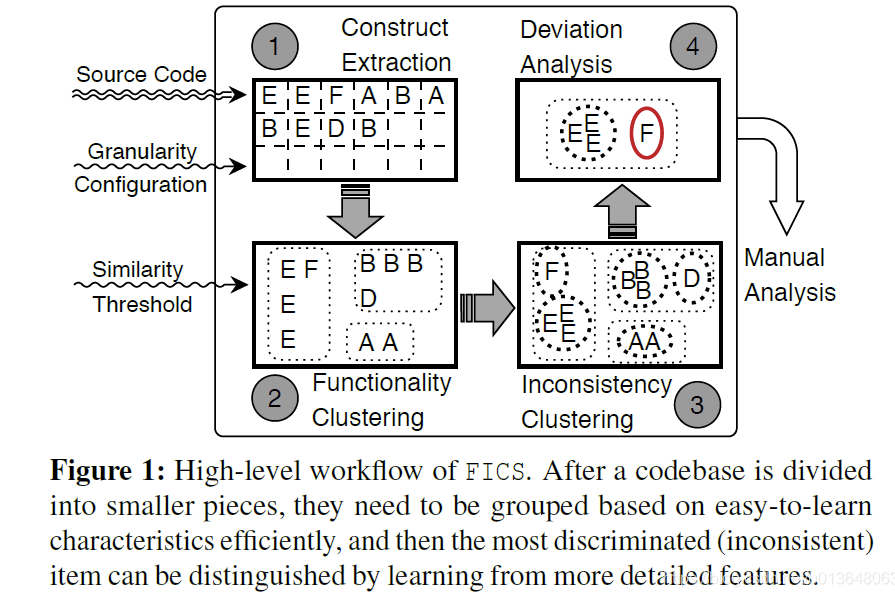 1
Construct
Extraction
Deviation
Analysis
4
Source Code
Granularity
Configuration
E E F A B A
B E D B
E E E F
Similarity
Threshold
E F
E
E
B B B
D
A A
F
E E E
B B B
D
A A
Manual
Analysis
2
Functionality
Clustering
Inconsistency
Clustering
3
Figure 1: High-level workflow of FICS. After a codebase is divided
into smaller pieces, they need to be grouped based on easy-to-learn
characteristics efficiently, and then the most discriminated (inconsistent)
item can be distinguished by learning from more detailed features.